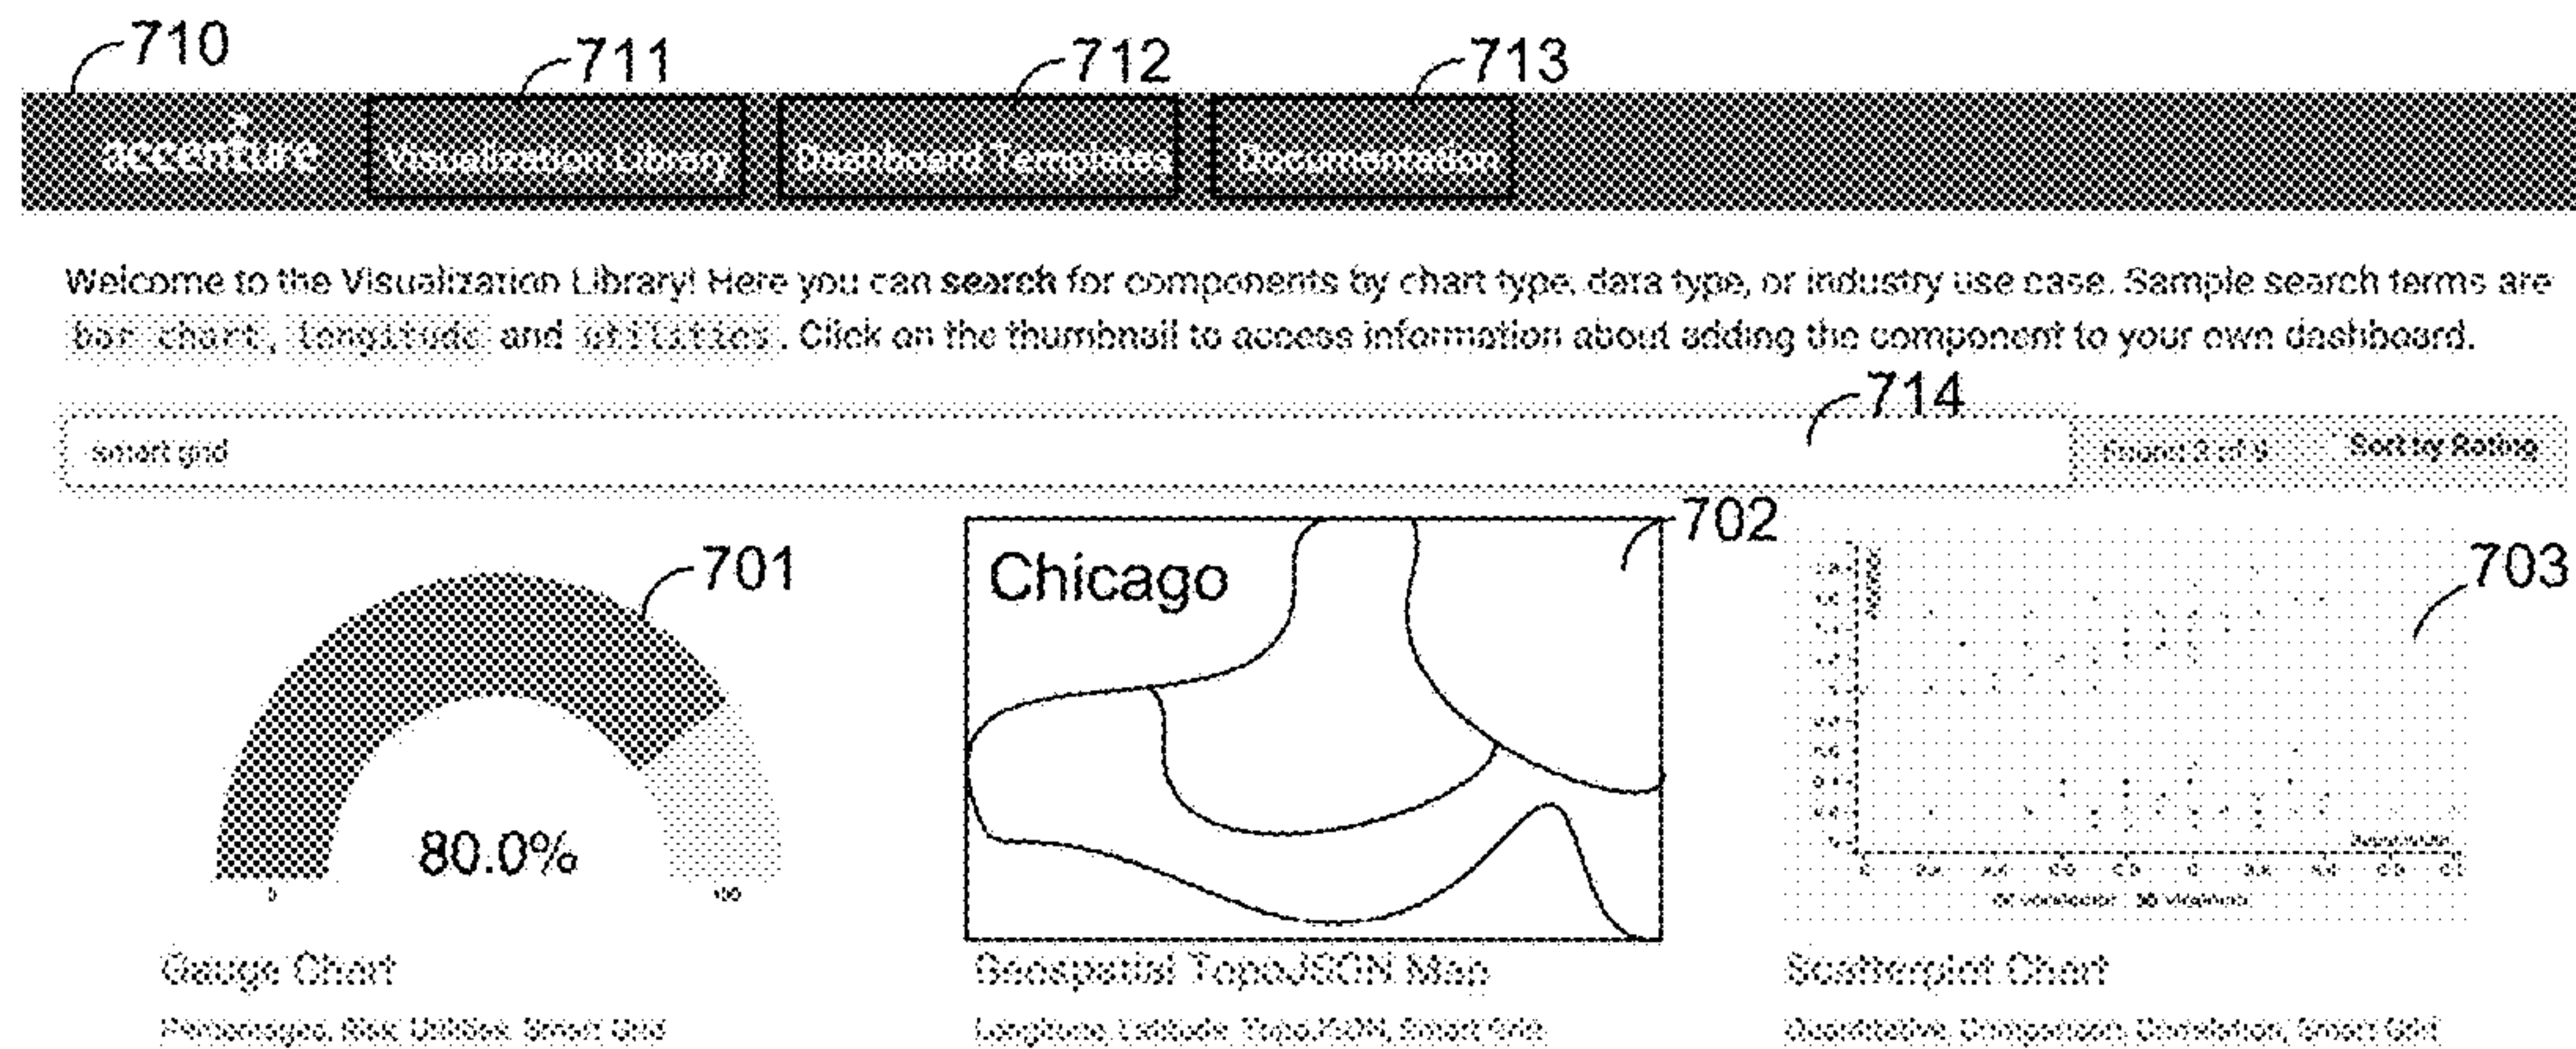 710
711
712
713
accenture
Visualization Library
Dashboard Templates
Documentation
Welcome to the Visualization Library! Here you can search for components by chart type, data type, or industry use case. Sample search terms are
bar chart, longitude and utilities. Click on the thumbnail to access information about adding the component to your own dashboard.
714
smart grid
Sort by Rating
701
702
703
Chicago
80.0%
0
100
Gauge Chart
Geospatial TopoJSON Map
Scatterplot Chart
Percentages, Utilities, Smart Grid
Longitude, Latitude, TopoJSON, Smart Grid
Quantitative, Comparison, Correlation, Smart Grid